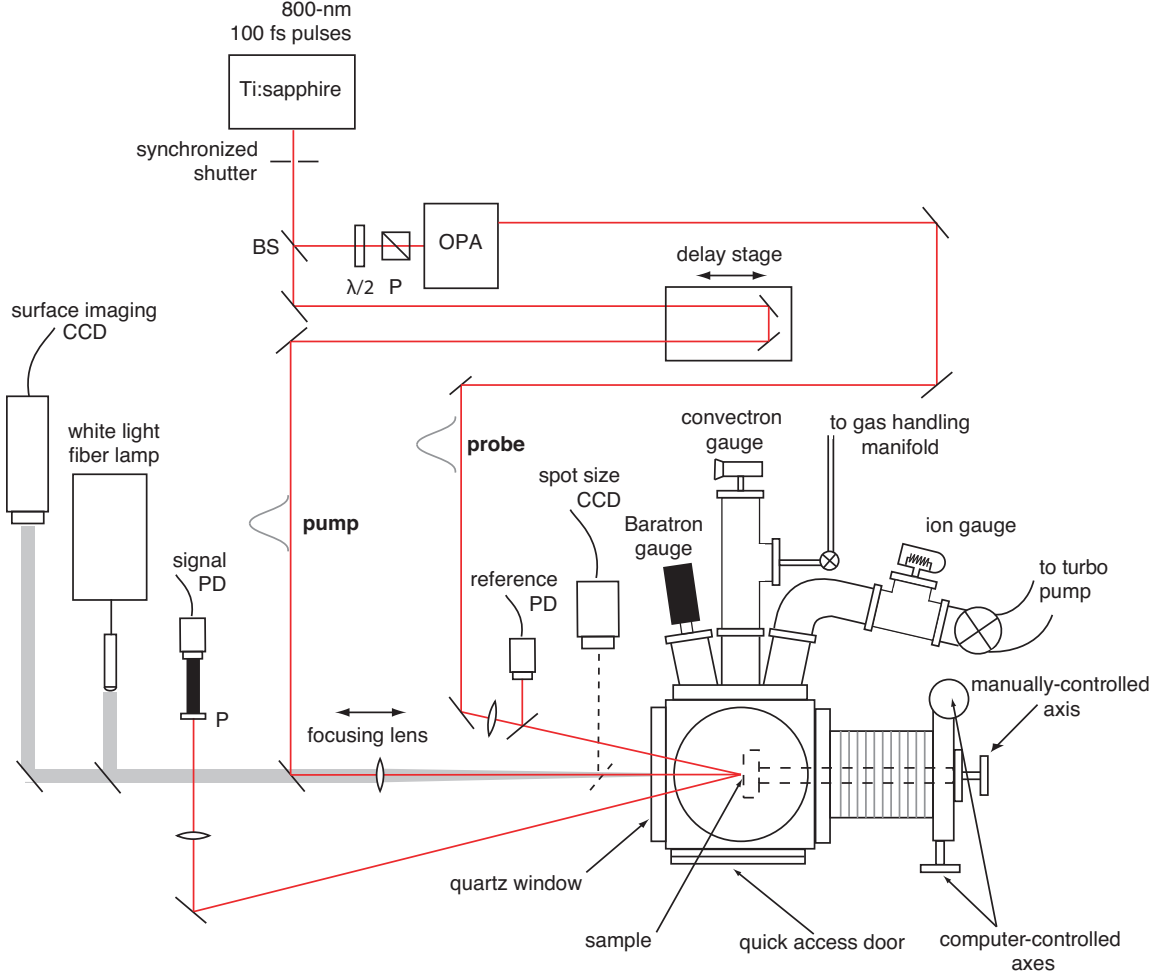 800-nm
100 fs pulses
Ti:sapphire
synchronized
shutter
BS
λ/2
P
OPA
delay stage
surface imaging
CCD
white light
fiber lamp
signal
PD
P
pump
probe
focusing lens
reference
PD
spot size
CCD
Baratron
gauge
convectron
gauge
to gas handling
manifold
ion gauge
to turbo
pump
manually-controlled
axis
quartz window
sample
quick access door
computer-controlled
axes